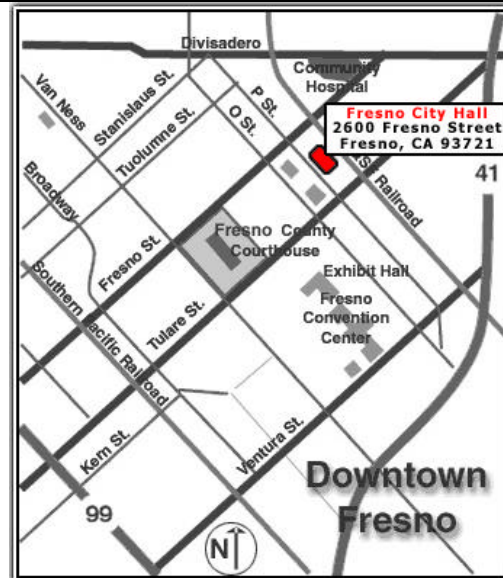 Divisadero
Community
Hospital
Van Ness
Stanislaus St.
P St.
O St.
Tuolumne St.
Fresno City Hall
2600 Fresno Street
Fresno, CA 93721
Railroad
41
Broadway
Fresno St.
Fresno County
Courthouse
Exhibit Hall
Fresno
Convention
Center
Southern Pacific Railroad
Tulare St.
Kern St.
Ventura St.
Downtown
Fresno
99
N